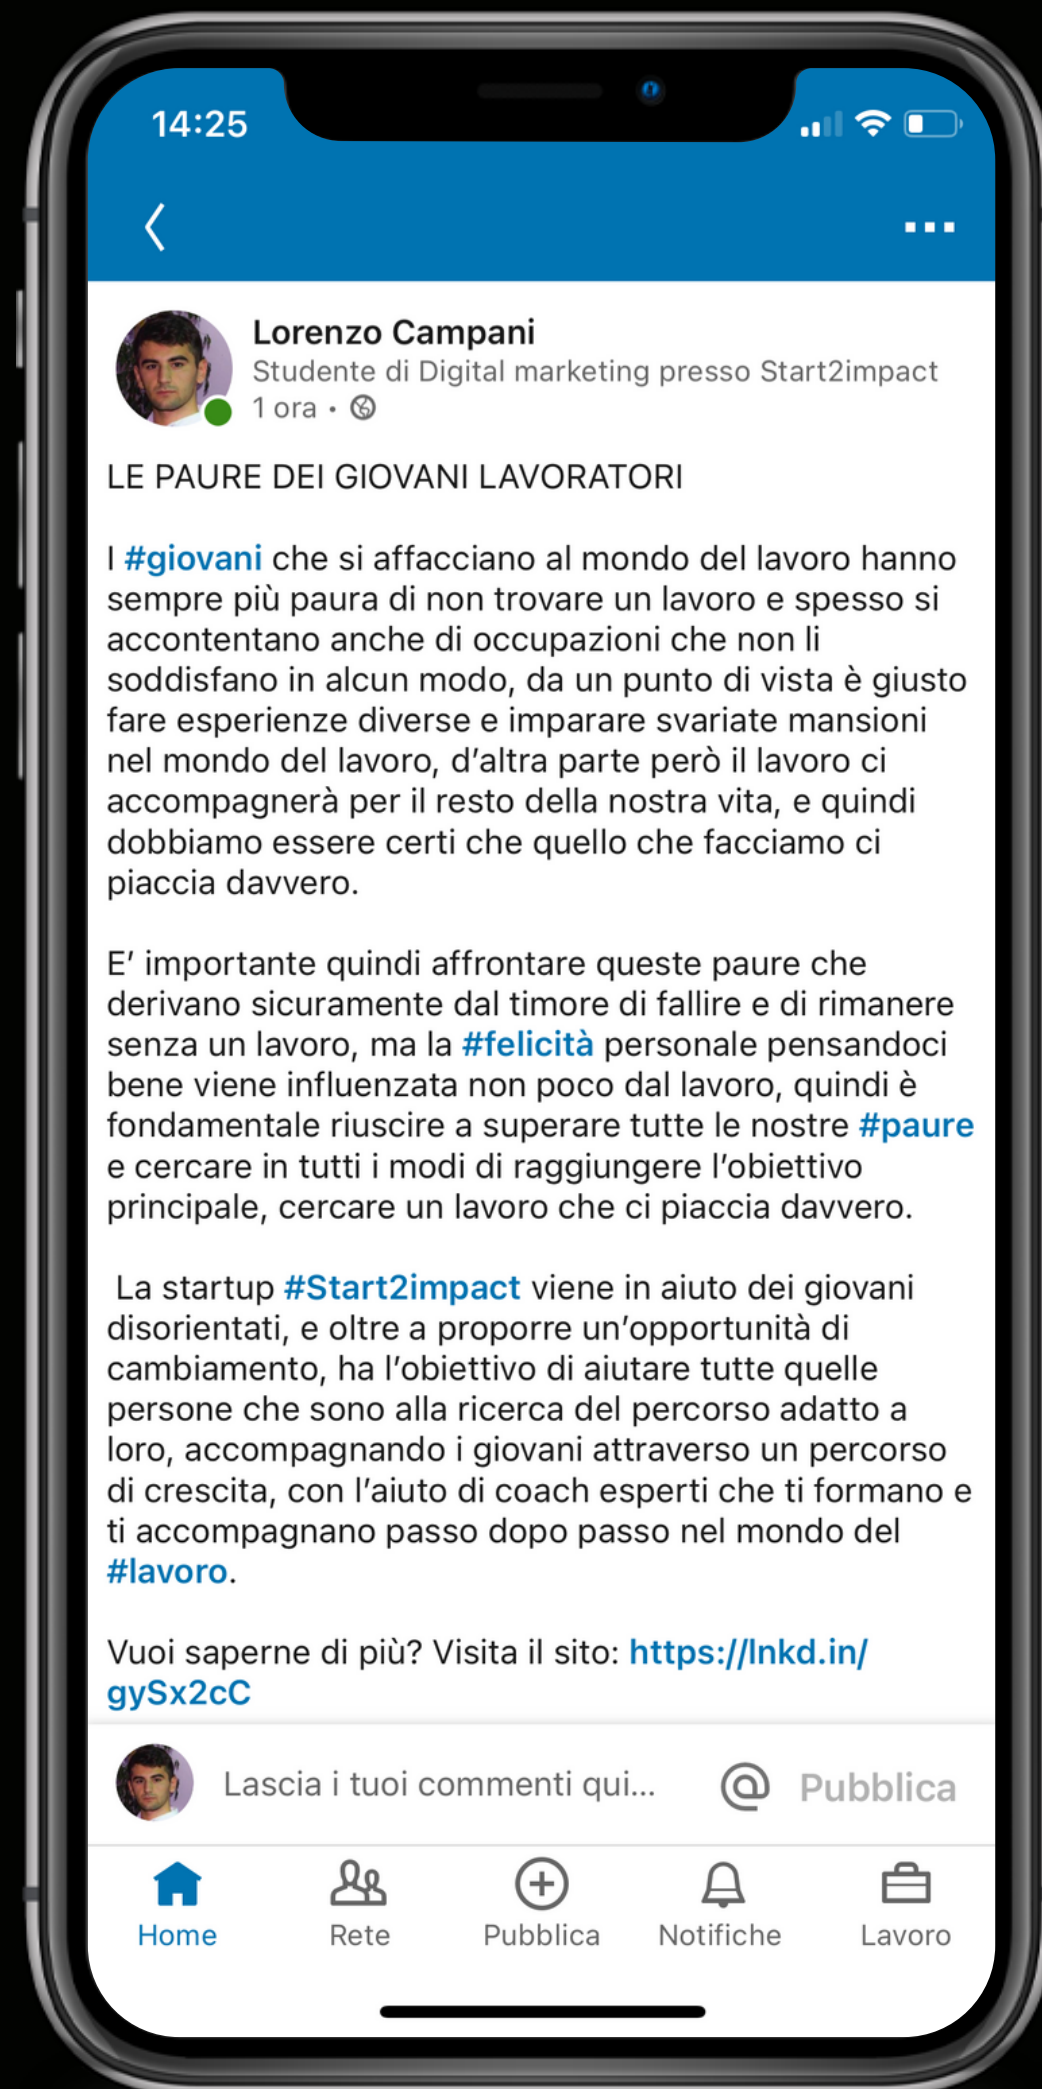 14:25
Lorenzo Campani
Studente di Digital marketing presso Start2impact
1 ora •
LE PAURE DEI GIOVANI LAVORATORI
I #giovani che si affacciano al mondo del lavoro hanno
sempre più paura di non trovare un lavoro e spesso si
accontentano anche di occupazioni che non li
soddisfano in alcun modo, da un punto di vista è giusto
fare esperienze diverse e imparare svariate mansioni
nel mondo del lavoro, d'altra parte però il lavoro ci
accompagnerà per il resto della nostra vita, e quindi
dobbiamo essere certi che quello che facciamo ci
piaccia davvero.
E' importante quindi affrontare queste paure che
derivano sicuramente dal timore di fallire e di rimanere
senza un lavoro, ma la #felicità personale pensandoci
bene viene influenzata non poco dal lavoro, quindi è
fondamentale riuscire a superare tutte le nostre #paure
e cercare in tutti i modi di raggiungere l'obiettivo
principale, cercare un lavoro che ci piaccia davvero.
La startup #Start2impact viene in aiuto dei giovani
disorientati, e oltre a proporre un'opportunità di
cambiamento, ha l'obiettivo di aiutare tutte quelle
persone che sono alla ricerca del percorso adatto a
loro, accompagnando i giovani attraverso un percorso
di crescita, con l'aiuto di coach esperti che ti formano e
ti accompagnano passo dopo passo nel mondo del
#lavoro.
Vuoi saperne di più? Visita il sito: https://lnkd.in/
gySx2cC
Lascia i tuoi commenti qui... @ Pubblica
Home Rete Pubblica Notifiche Lavoro